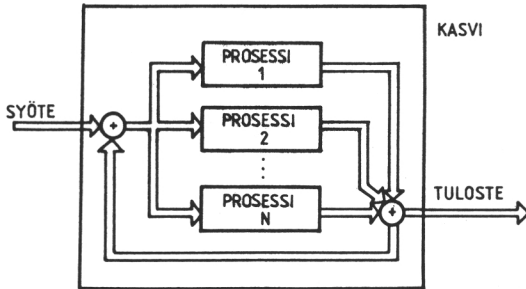 KASVI
PROSESSI
1
SYÖTE
+
PROSESSI
2
PROSESSI
N
+
TULOSTE